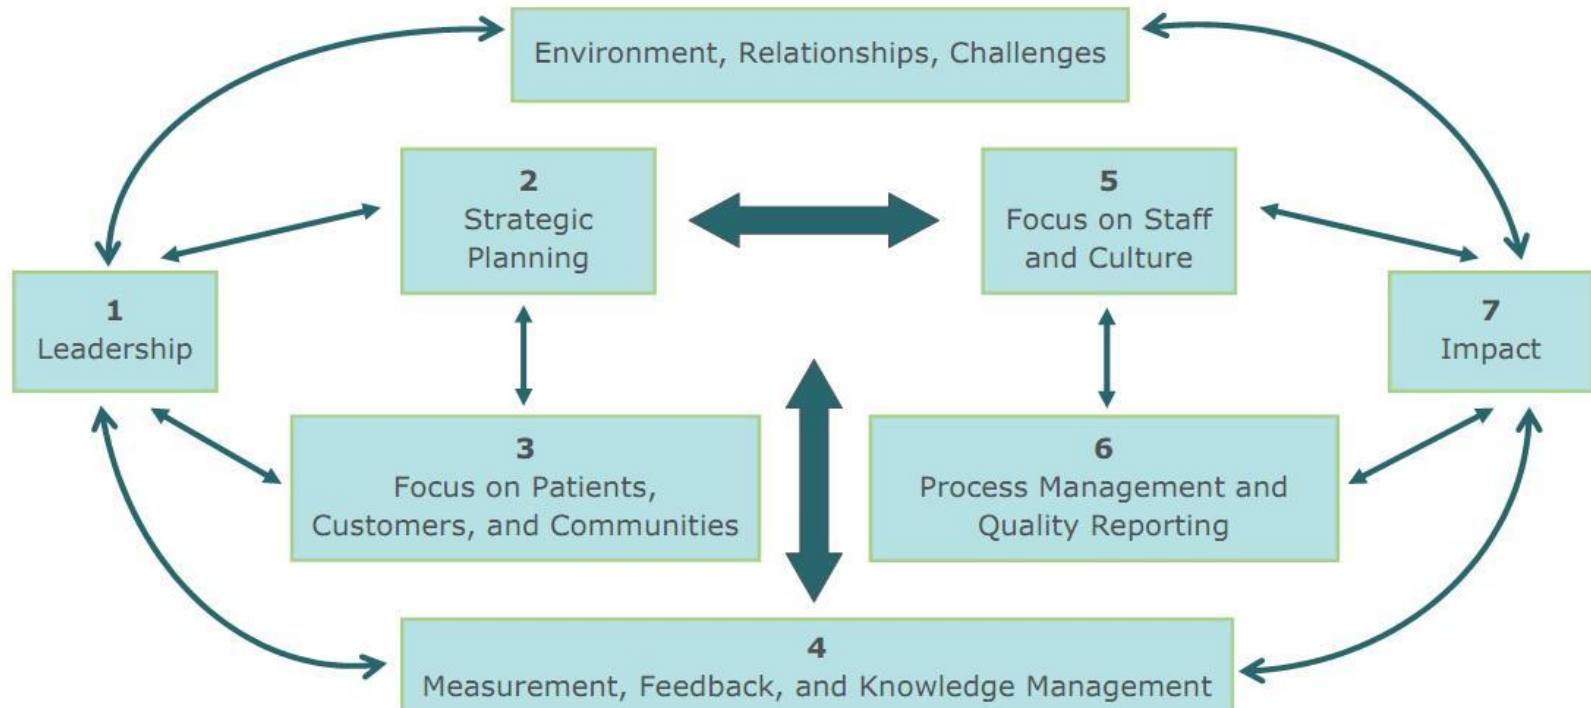 Environment, Relationships, Challenges
2
Strategic
Planning
5
Focus on Staff
and Culture
1
Leadership
7
Impact
3
Focus on Patients,
Customers, and Communities
6
Process Management and
Quality Reporting
4
Measurement, Feedback, and Knowledge Management